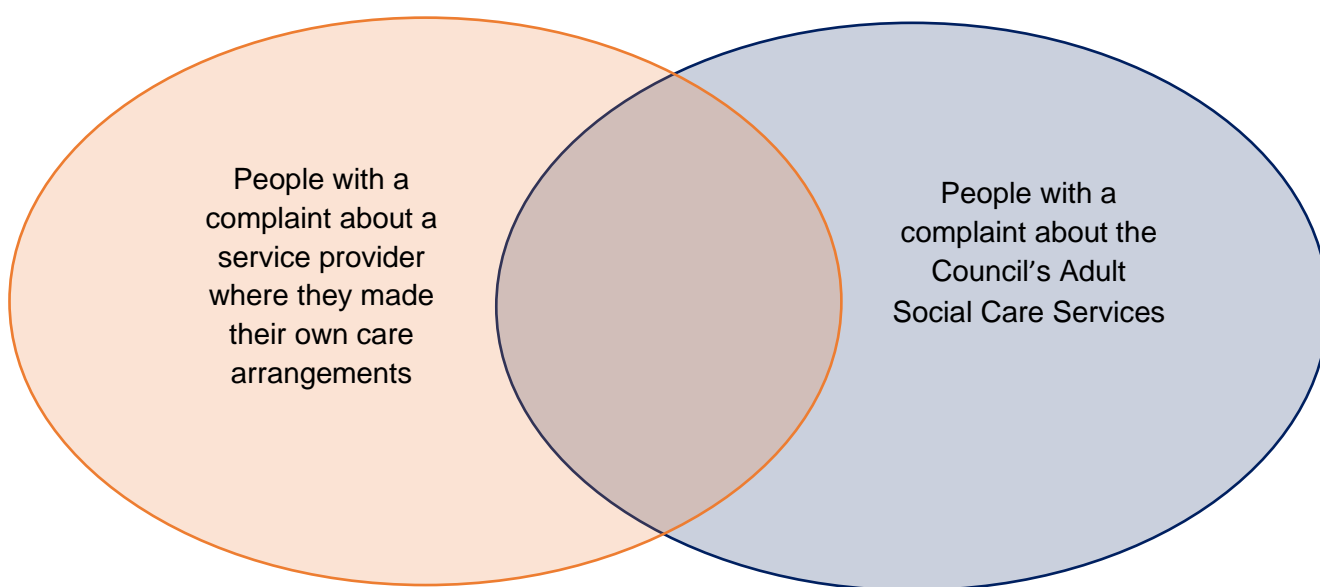 People with a
complaint about a
service provider
where they made
their own care
arrangements
People with a
complaint about the
Council’s Adult
Social Care Services